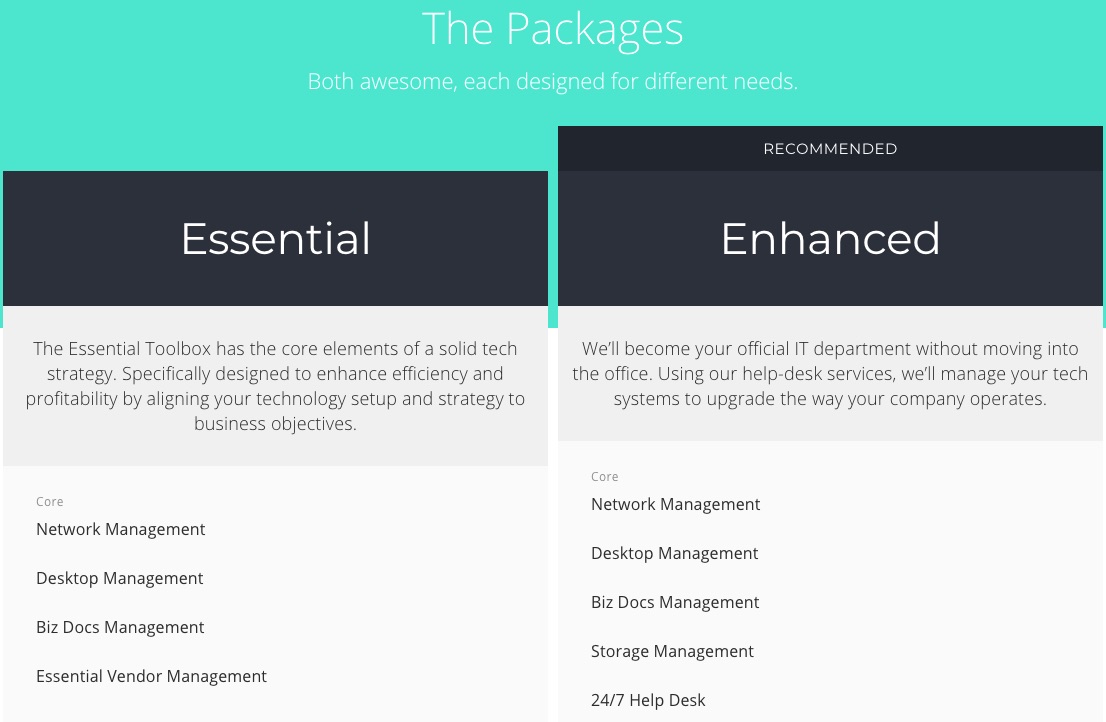 The Packages
Both awesome, each designed for different needs.
Essential
The Essential Toolbox has the core elements of a solid tech
strategy. Specifically designed to enhance efficiency and
profitability by aligning your technology setup and strategy to
business objectives.
Core
Network Management
Desktop Management
Biz Docs Management
Essential Vendor Management
RECOMMENDED
Enhanced
We’ll become your official IT department without moving into
the office. Using our help-desk services, we’ll manage your tech
systems to upgrade the way your company operates.
Core
Network Management
Desktop Management
Biz Docs Management
Storage Management
24/7 Help Desk